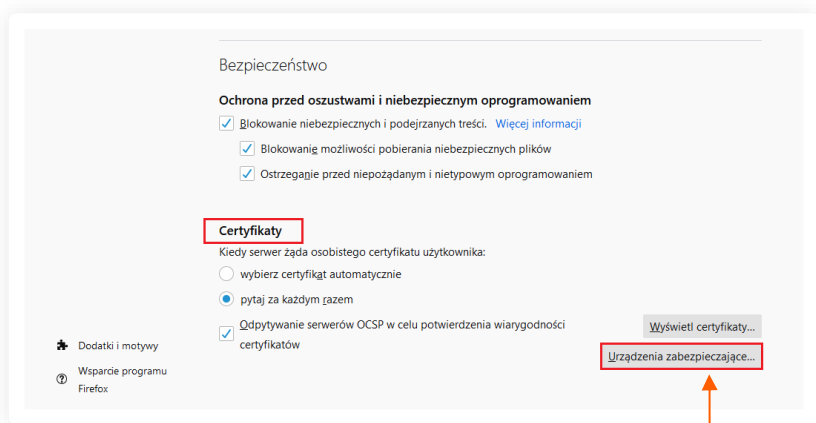 Bezpieczeństwo
Ochrona przed oszustwami i niebezpiecznym oprogramowaniem
Blokowanie niebezpiecznych i podejrzanych treści. Więcej informacji
Blokowanie możliwości pobierania niebezpiecznych plików
Ostrzeganie przed niepożądanym i nietypowym oprogramowaniem
Certyfikaty
Kiedy serwer żąda osobistego certyfikatu użytkownika:
wybierz certyfikat automatycznie
pytaj za każdym razem
Odpytywanie serwerów OCSP w celu potwierdzenia wiarygodności
certyfikatów
Wyświetl certyfikaty...
Urządzenia zabezpieczające...
Dodatki i motywy
Wsparcie programu
Firefox